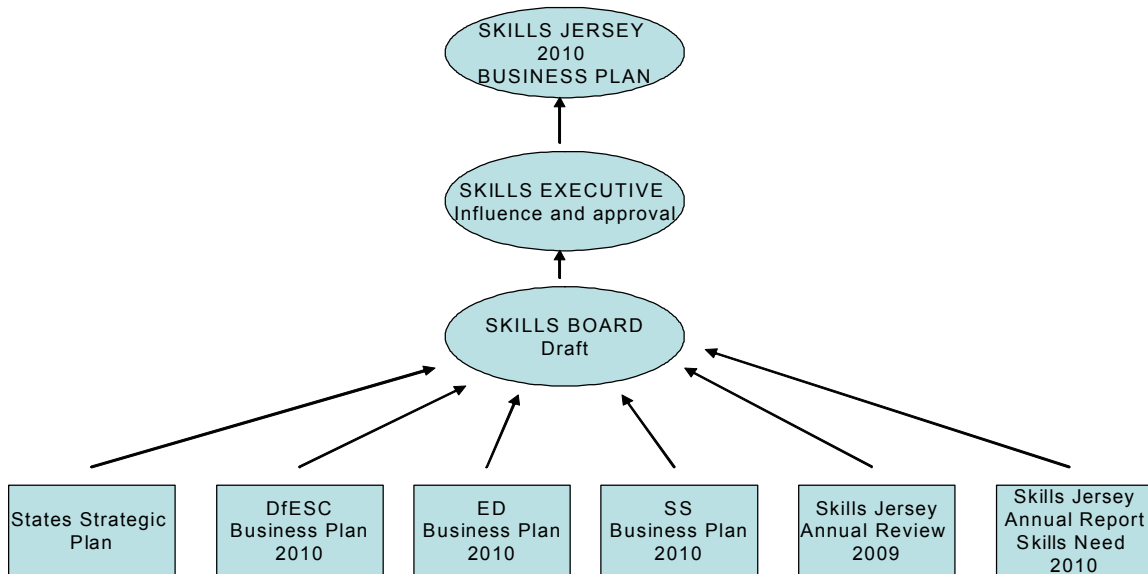 SKILLS JERSEY
2010
BUSINESS PLAN
SKILLS EXECUTIVE
Influence and approval
SKILLS BOARD
Draft
States Strategic
Plan
DfESC
Business Plan
2010
ED
Business Plan
2010
SS
Business Plan
2010
Skills Jersey
Annual Review
2009
Skills Jersey
Annual Report
Skills Need
2010